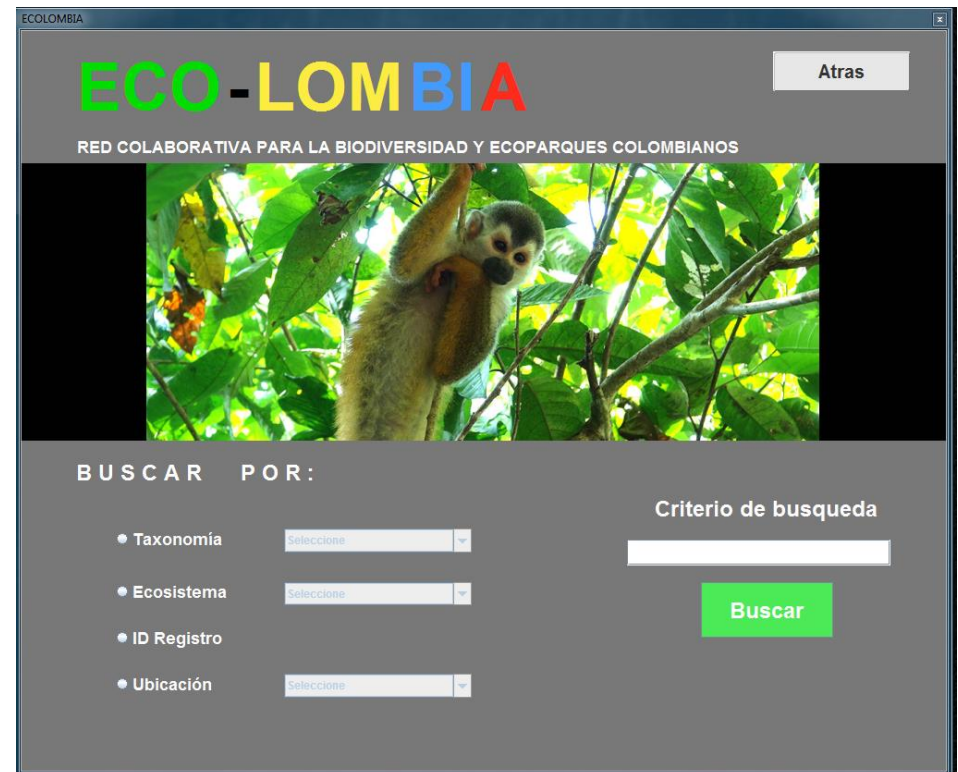 ECOLOMBIA
ECO-LOMBIA
Atras
RED COLABORATIVA PARA LA BIODIVERSIDAD Y ECOPARQUES COLOMBIANOS
BUSCAR POR:
Criterio de busqueda
Taxonomía
Seleccione
Ecosistema
Seleccione
Buscar
ID Registro
Ubicación
Seleccione